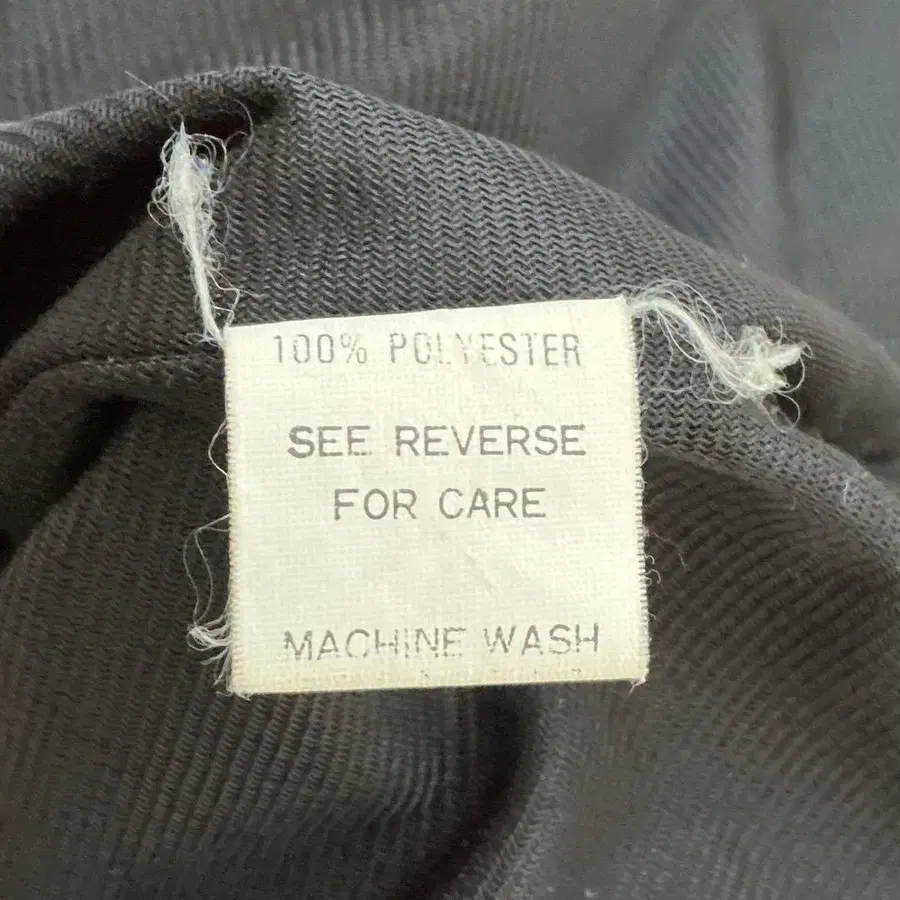 100% POLYESTER
SEE REVERSE
FOR CARE
MACHINE WASH